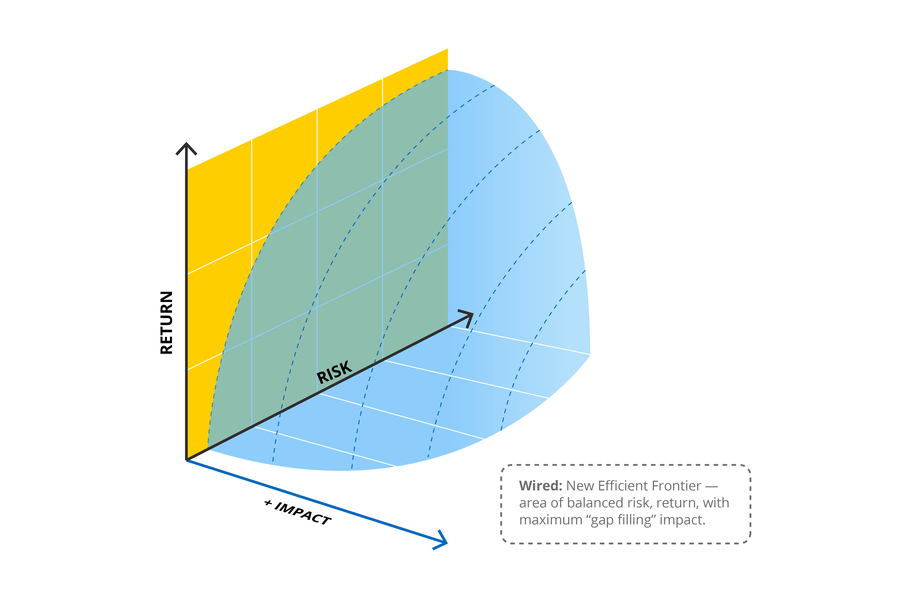 RETURN
RISK
+ IMPACT
Wired: New Efficient Frontier —
area of balanced risk, return, with
maximum “gap filling” impact.